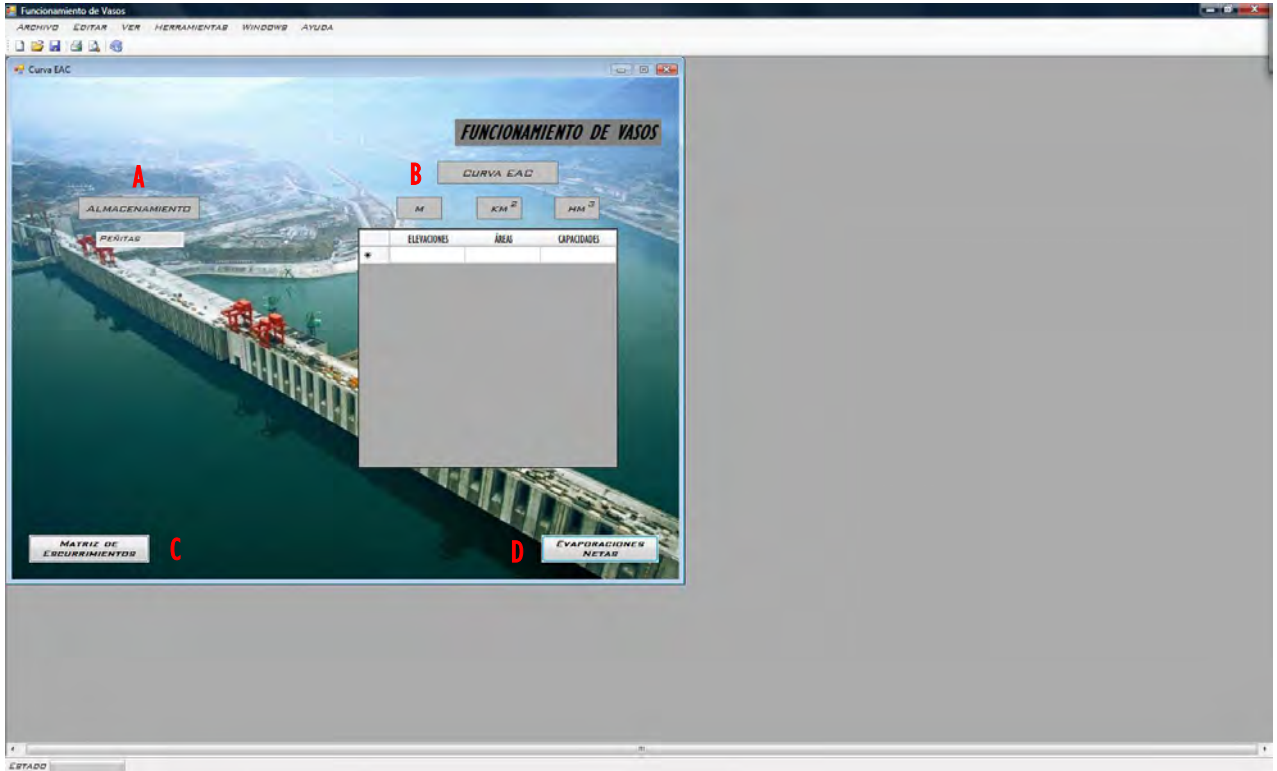 Funcionamiento de Vasos
ARCHIVO EDITAR VER HERRAMIENTAS WINDOWS AYUDA
Curva EAC
FUNCIONAMIENTO DE VASOS
A
B
CURVA EAC
ALMACENAMIENTO
M
KM²
HM³
PEÑITAS
ELEVACIONES ÁREAS CAPACIDADES
MATRIZ DE
ESCURRIMIENTOS
C
D
EVAPORACIONES
NETAS
ESTADO